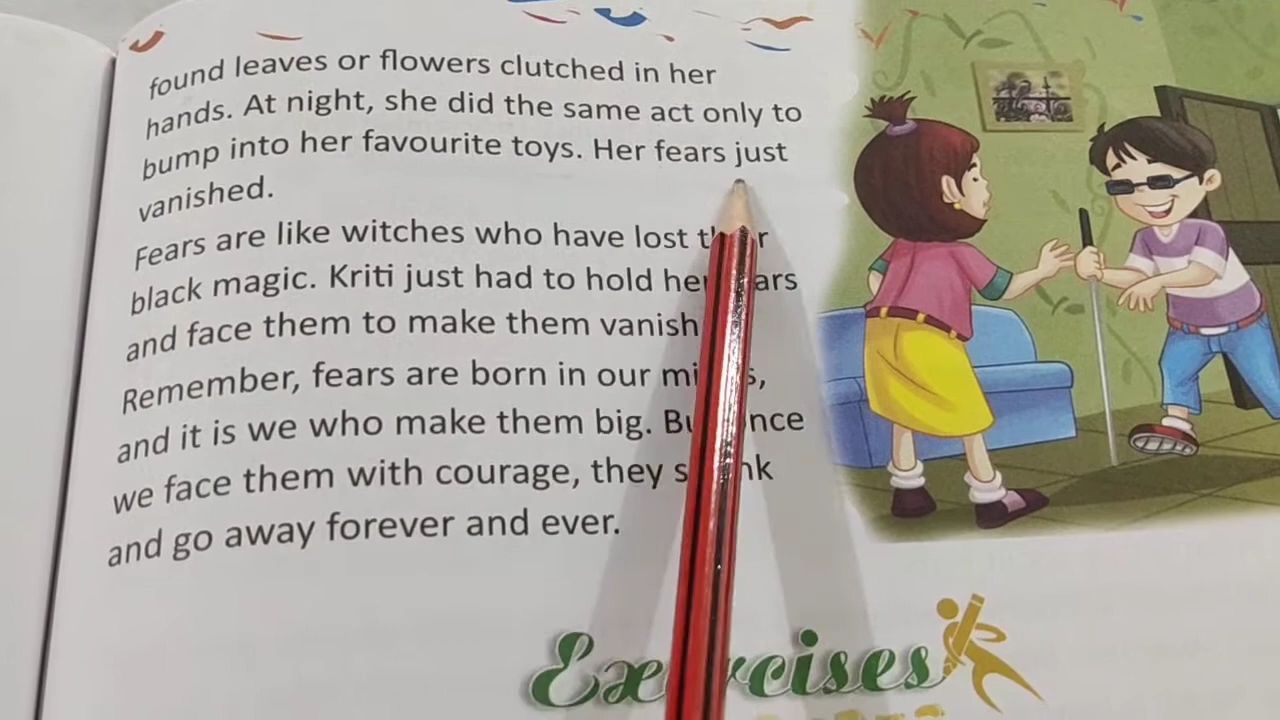 found leaves or flowers clutched in her
hands. At night, she did the same act only to
bump into her favourite toys. Her fears just
vanished.
Fears are like witches who have lost
black magic. Kriti just had to hold
and face them to make them vanish
Remember, fears are born in our
and it is we who make them big.
we face them with courage, they
and go away forever and ever.
Exercises